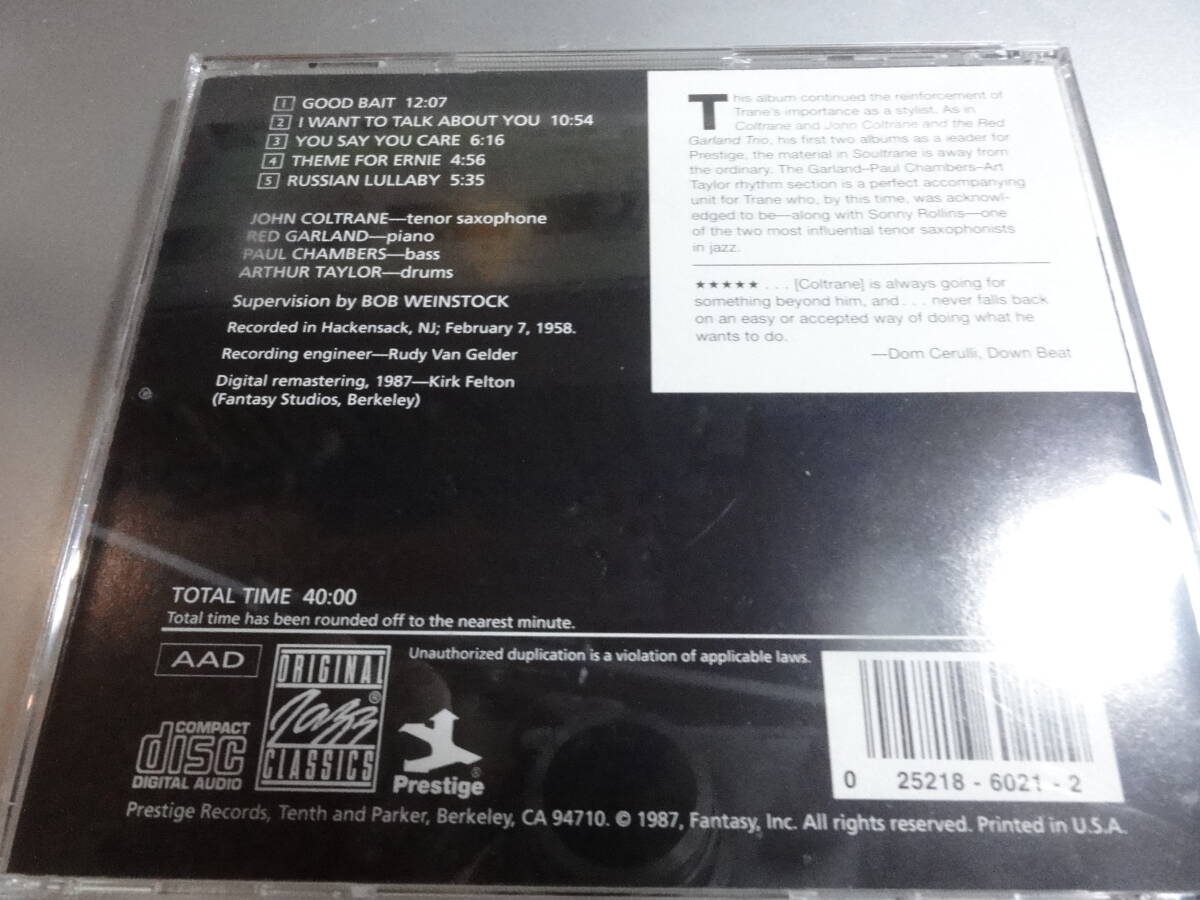 1 GOOD BAIT 12:07
2 I WANT TO TALK ABOUT YOU 10:54
3 YOU SAY YOU CARE 6:16
4 THEME FOR ERNIE 4:56
5 RUSSIAN LULLABY 5:35
JOHN COLTRANE—tenor saxophone
RED GARLAND—piano
PAUL CHAMBERS—bass
ARTHUR TAYLOR—drums
Supervision by BOB WEINSTOCK
Recorded in Hackensack, NJ; February 7, 1958.
Recording engineer—Rudy Van Gelder
Digital remastering, 1987—Kirk Felton
(Fantasy Studios, Berkeley)
This album continued the reinforcement of
Trane's importance as a stylist. As in
Coltrane and John Coltrane and the Red
Garland Trio, his first two albums as a leader for
Prestige, the material in Soultrane is away from
the ordinary. The Garland–Paul Chambers–Art
Taylor rhythm section is a perfect accompanying
unit for Trane who, by this time, was acknowl-
edged to be—along with Sonny Rollins—one
of the two most influential tenor saxophonists
in jazz.
★★★★★ . . . [Coltrane] is always going for
something beyond him, and . . . never falls back
on an easy or accepted way of doing what he
wants to do.
—Dom Cerulli, Down Beat
TOTAL TIME 40:00
Total time has been rounded off to the nearest minute.
AAD
ORIGINAL
Jazz ®
CLASSICS
Unauthorized duplication is a violation of applicable laws.
COMPACT
disc
DIGITAL AUDIO
Prestige ®
0 25218 - 6021 - 2
Prestige Records, Tenth and Parker, Berkeley, CA 94710. © 1987, Fantasy, Inc. All rights reserved. Printed in U.S.A.